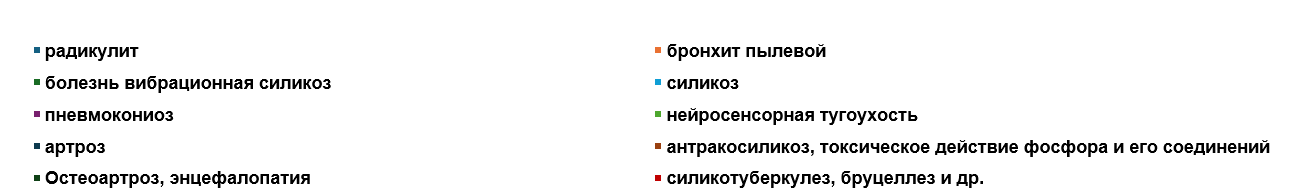 радикулит
бронхит пылевой
болезнь вибрационная силикоз
силикоз
пневмокониоз
нейросенсорная тугоухость
артроз
антракосиликоз, токсическое действие фосфора и его соединений
Остеоартроз, энцефалопатия
силикотуберкулез, бруцеллез и др.